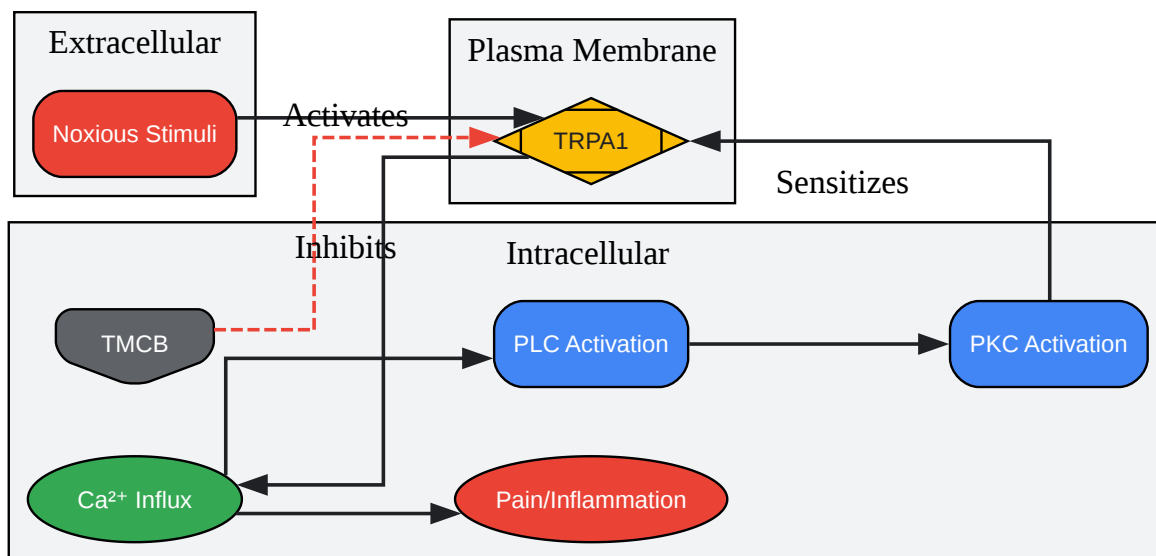 Extracellular
Plasma Membrane
Noxious Stimuli
Activates
TRPA1
Sensitizes
Inhibits
Intracellular
TMCB
PLC Activation
PKC Activation
Ca²⁺ Influx
Pain/Inflammation